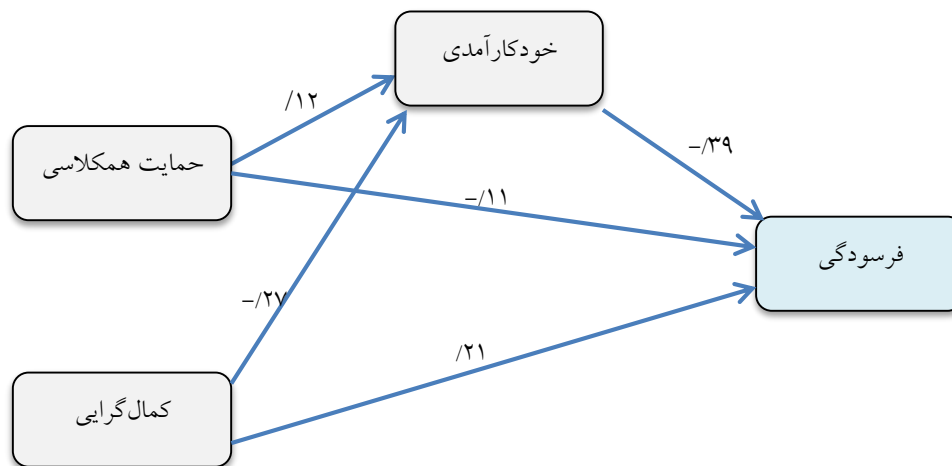 خودکارآمدی
/۱۲
حمایت همکلاسی
-/۳۹
-/۱۱
فرسودگی
-/۲۷
/۲۱
کمال‌گرایی